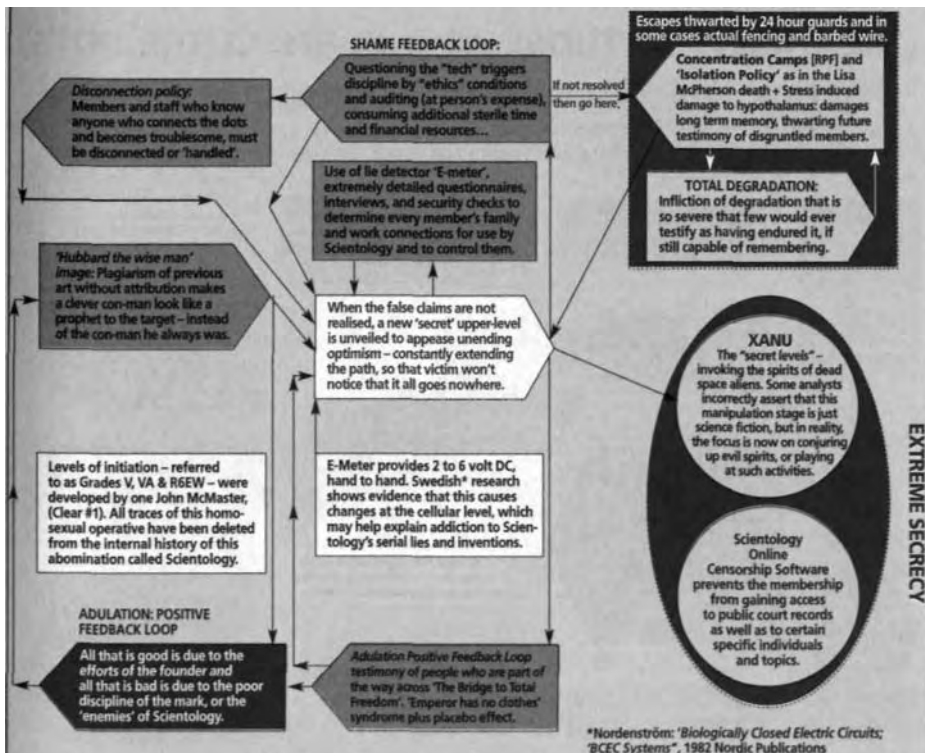 Escapes thwarted by 24 hour guards and in
some cases actual fencing and barbed wire.
SHAME FEEDBACK LOOP:
Questioning the "tech" triggers
discipline by "ethics" conditions
and auditing (at person's expense),
consuming additional sterile time
and financial resources...
If not resolved
then go here,
Concentration Camps [RPF] and
'Isolation Policy' as in the Lisa
McPherson death + Stress induced
damage to hypothalamus: damages
long term memory, thwarting future
testimony of disgruntled members.
Disconnection policy:
Members and staff who know
anyone who connects the dots
and becomes troublesome, must
be disconnected or 'handled'.
Use of lie detector 'E-meter',
extremely detailed questionnaires,
interviews, and security checks to
determine every member's family
and work connections for use by
Scientology and to control them.
TOTAL DEGRADATION:
Infliction of degradation that is
so severe that few would ever
testify as having endured it, if
still capable of remembering.
'Hubbard the wise man'
image: Plagiarism of previous
art without attribution makes
a clever con-man look like a
prophet to the target – instead
of the con-man he always was.
When the false claims are not
realised, a new 'secret' upper-level
is unveiled to appease unending
optimism – constantly extending
the path, so that victim won't
notice that it all goes nowhere.
XANU
The "secret levels" –
invoking the spirits of dead
space aliens. Some analysts
incorrectly assert that this
manipulation stage is just
science fiction, but in reality,
the focus is now on conjuring
up evil spirits, or playing
at such activities.
EXTREME SECRECY
Levels of initiation – referred
to as Grades V, VA & R6EW – were
developed by one John McMaster,
(Clear #1). All traces of this homo-
sexual operative have been deleted
from the internal history of this
abomination called Scientology.
E-Meter provides 2 to 6 volt DC,
hand to hand. Swedish* research
shows evidence that this causes
changes at the cellular level, which
may help explain addiction to Scien-
tology's serial lies and inventions.
Scientology
Online
Censorship Software
prevents the membership
from gaining access
to public court records
as well as to certain
specific individuals
and topics.
ADULATION: POSITIVE
FEEDBACK LOOP
All that is good is due to the
efforts of the founder and
all that is bad is due to the poor
discipline of the mark, or the
'enemies' of Scientology.
Adulation Positive Feedback Loop
testimony of people who are part of
the way across 'The Bridge to Total
Freedom'. 'Emperor has no clothes'
syndrome plus placebo effect.
*Nordenström: 'Biologically Closed Electric Circuits;
'BCEC Systems", 1982 Nordic Publications